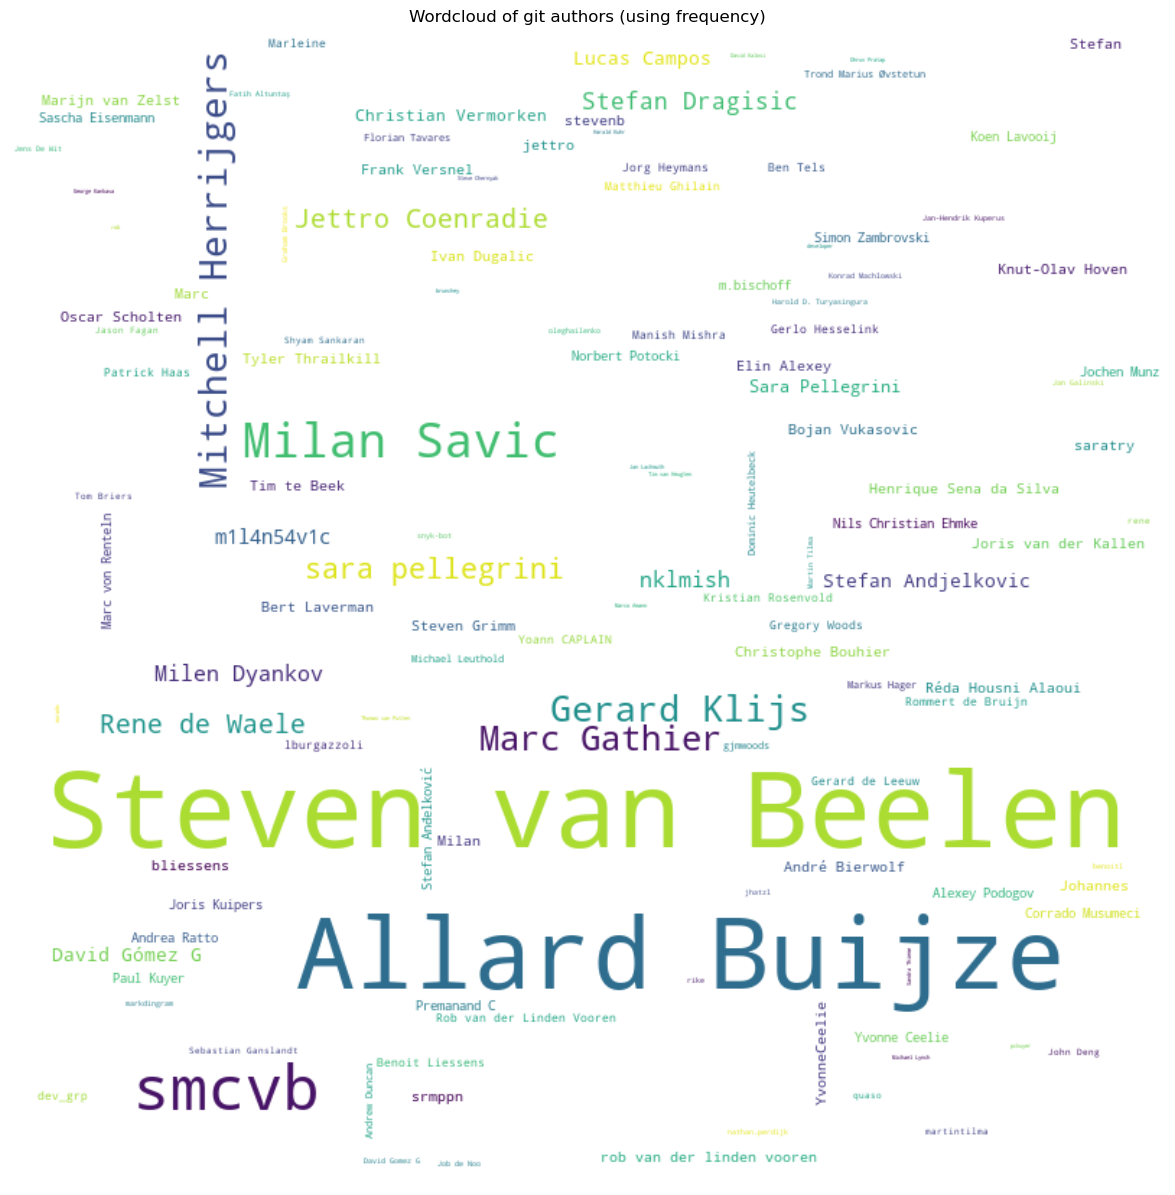 Wordcloud of git authors (using frequency)
Marleine
Stefan
Lucas Campos
Trond Marius Øvstetun
Fatih Altuntaş
Marijn van Zelst
Stefan Dragisic
Sascha Eisenmann
Christian Vermorken
stevenb
Florian Tavares
Koen Lavooij
jettro
Jens De Wit
Frank Versnel
Jorg Heymans
Ben Tels
Matthieu Ghilain
Mitchell Herrijgers
Jettro Coenradie
Jan-Hendrik Kuperus
Simon Zambrovski
developer
Ivan Dugalic
Knut-Olav Hoven
Konrad Machlowski
m.bischoff
Marc
Harold D. Turyasingura
Oscar Scholten
Jason Fagan
oleghailenko
Manish Mishra
Gerlo Hesselink
Shyam Sankaran
Tyler Thrailkill
Norbert Potocki
Elin Alexey
Patrick Haas
Jochen Munz
Sara Pellegrini
Jan Galinski
Milan Savic
Bojan Vukasovic
saratry
Tim te Beek
Henrique Sena da Silva
Tom Briers
Dominic Heutelbeck
Nils Christian Ehmke
rene
m1l4n54v1c
snyk-bot
Joris van der Kallen
Martin Tilma
Marc von Renteln
sara pellegrini
nklmish
Stefan Andjelkovic
Kristian Rosenvold
Bert Laverman
Steven Grimm
Gregory Woods
Yoann CAPLAIN
Christophe Bouhier
Michael Leuthold
Milen Dyankov
Markus Hager
Réda Housni Alaoui
Rommert de Bruijn
Gerard Klijs
Rene de Waele
Marc Gathier
lburgazzoli
gjmwoods
Gerard de Leeuw
Steven van Beelen
Stefan Anđelković
Milan
bliessens
André Bierwolf
benoitl
Johannes
jhatzl
Alexey Podogov
Joris Kuipers
Corrado Musumeci
Andrea Ratto
David Gómez G
Allard Buijze
Paul Kuyer
rike
markdingram
Premanand C
Rob van der Linden Vooren
Yvonne Ceelie
YvonneCeelie
Sebastian Ganslandt
John Deng
Michael Lynch
Benoit Liessens
smcvb
Andrew Duncan
dev_grp
srmppn
quaso
nathan.perdijk
martintilma
rob van der linden vooren
David Gomez G
Job de Noo